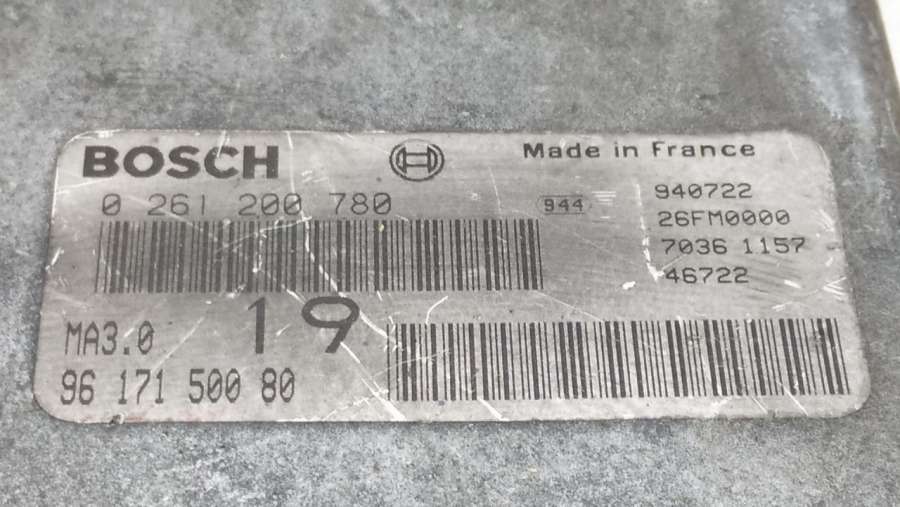 BOSCH
Made in France
0 261 200 780
944
940722
26FM0000
7036 1157
46722
19
MA3.0
96 171 500 80